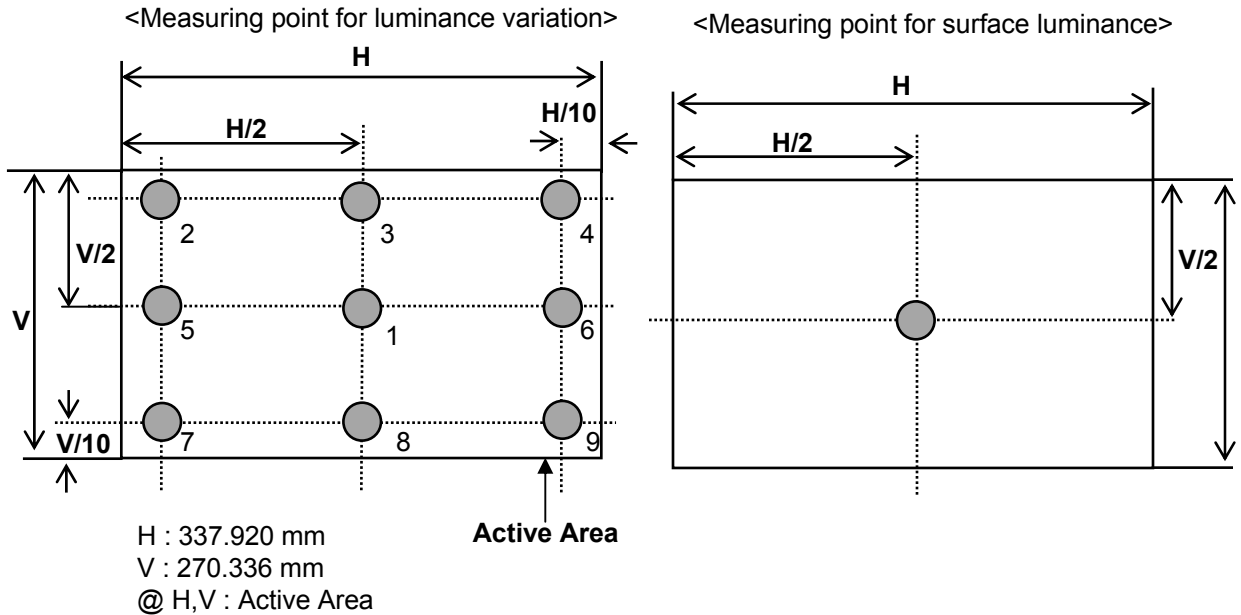 <Measuring point for luminance variation>
<Measuring point for surface luminance>
H
H
H/10
H/2
H/2
2
3
4
V/2
V/2
V
5
1
6
V/10
7
8
9
Active Area
H : 337.920 mm
V : 270.336 mm
@ H,V : Active Area